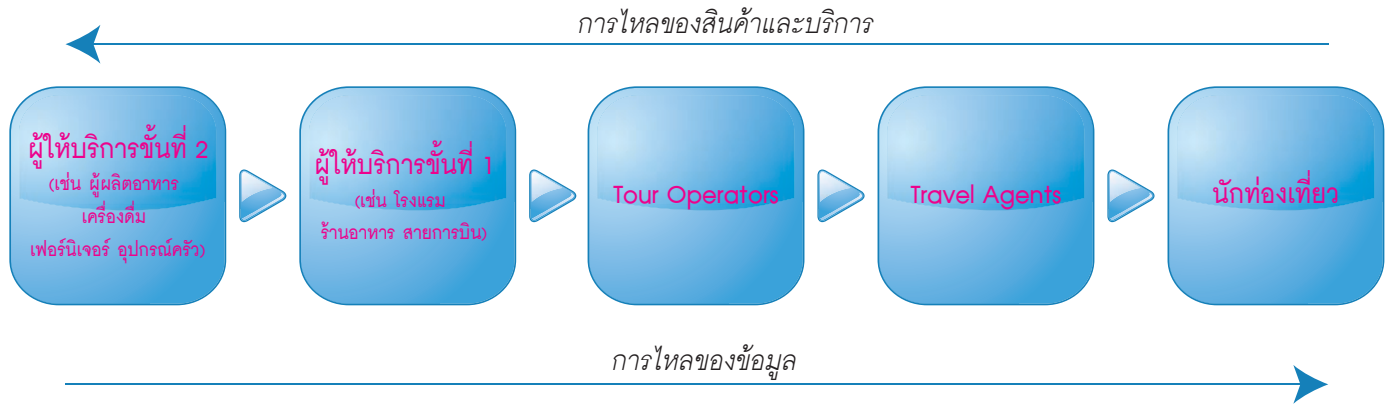 การไหลของสินค้าและบริการ
ผู้ให้บริการขั้นที่ 2
(เช่น ผู้ผลิตอาหาร
เครื่องดื่ม
เฟอร์นิเจอร์ อุปกรณ์ครัว)
ผู้ให้บริการขั้นที่ 1
(เช่น โรงแรม
ร้านอาหาร สายการบิน)
Tour Operators
Travel Agents
นักท่องเที่ยว
การไหลของข้อมูล